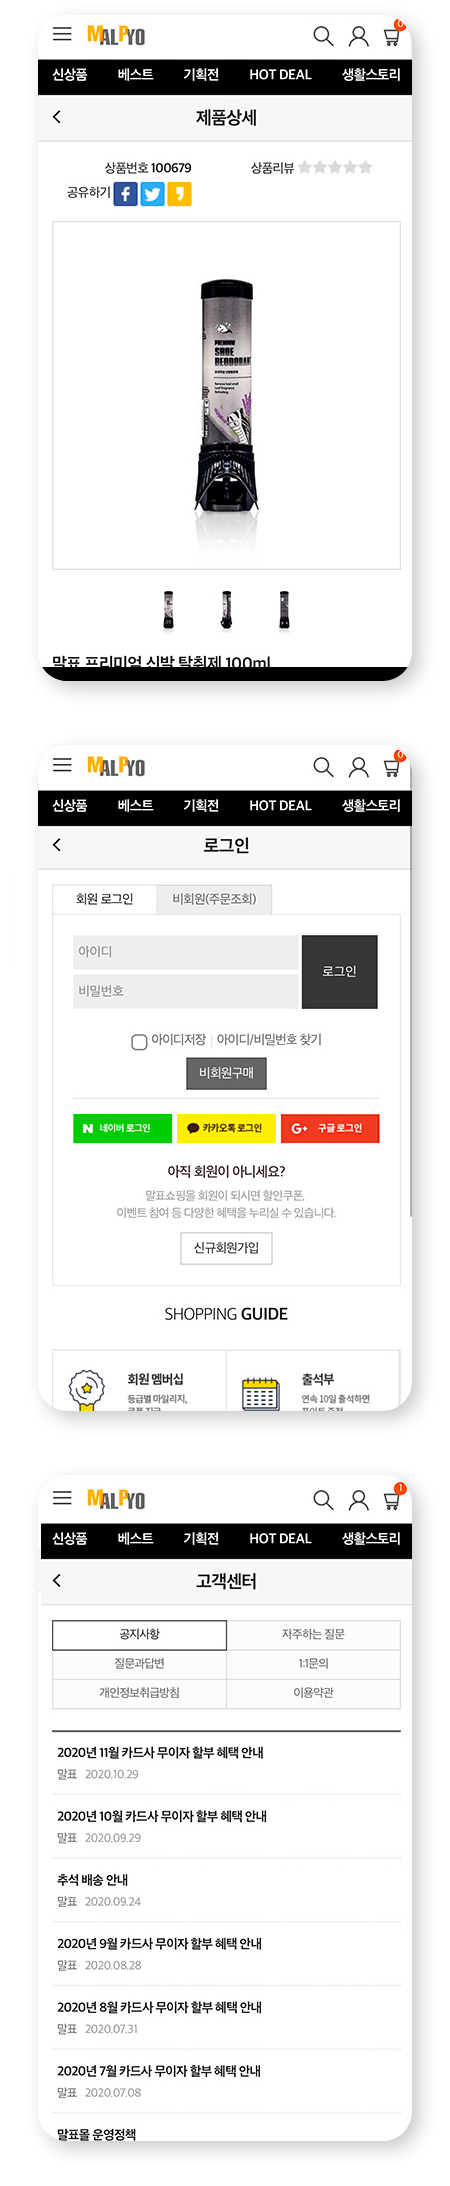 MALPYO
0
신상품 베스트 기획전 HOT DEAL 생활스토리
제품상세
상품번호 100679 상품리뷰
공유하기
PREMIUM
SHOE
DEODORANT
말표 프리미엄 신발 탈취제 100ml
MALPYO
0
신상품 베스트 기획전 HOT DEAL 생활스토리
로그인
회원 로그인 비회원(주문조회)
아이디
비밀번호
로그인
아이디저장 아이디/비밀번호 찾기
비회원구매
N 네이버 로그인 카카오톡 로그인 G+ 구글 로그인
아직 회원이 아니세요?
말표쇼핑몰 회원이 되시면 할인쿠폰,
이벤트 참여 등 다양한 혜택을 누리실 수 있습니다.
신규회원가입
SHOPPING GUIDE
회원 멤버십 출석부
등급별 마일리지, 연속 10일 출석하면
MALPYO
1
신상품 베스트 기획전 HOT DEAL 생활스토리
고객센터
공지사항 자주하는 질문
질문과답변 1:1문의
개인정보취급방침 이용약관
2020년 11월 카드사 무이자 할부 혜택 안내
말표 2020.10.29
2020년 10월 카드사 무이자 할부 혜택 안내
말표 2020.09.29
추석 배송 안내
말표 2020.09.24
2020년 9월 카드사 무이자 할부 혜택 안내
말표 2020.08.28
2020년 8월 카드사 무이자 할부 혜택 안내
말표 2020.07.31
2020년 7월 카드사 무이자 할부 혜택 안내
말표 2020.07.08
말표몰 운영정책